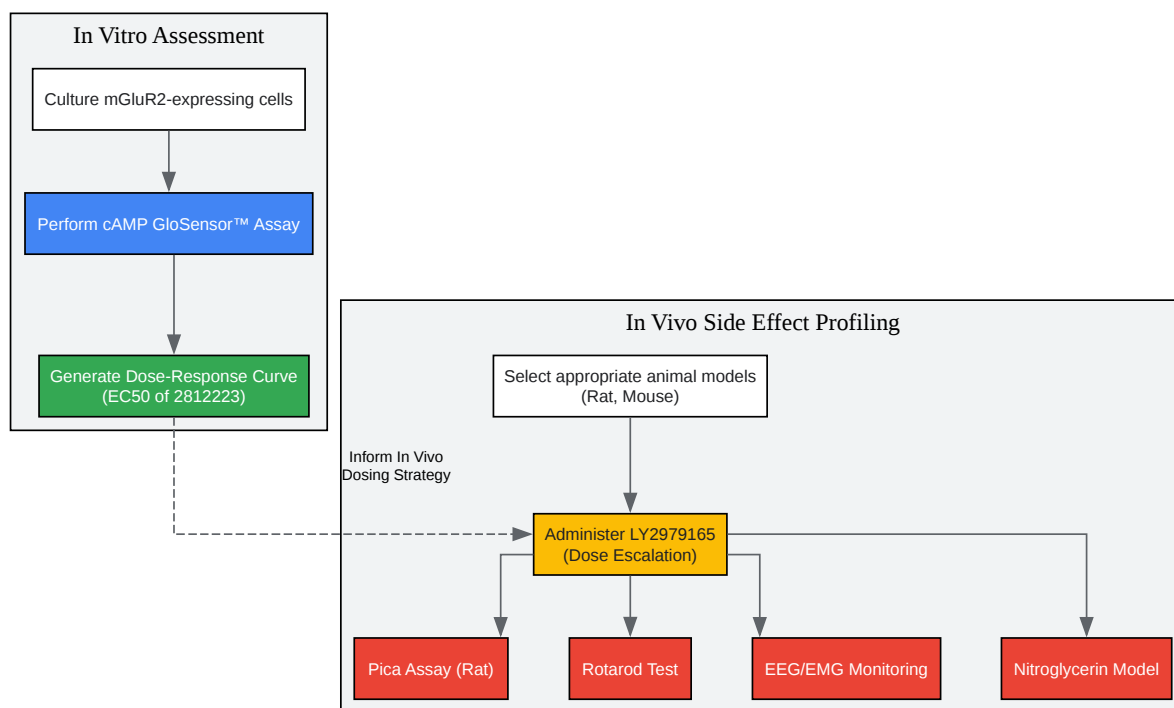 In Vitro Assessment
Culture mGluR2-expressing cells
Perform cAMP GloSensor™ Assay
Generate Dose-Response Curve
(EC50 of 2812223)
In Vivo Side Effect Profiling
Select appropriate animal models
(Rat, Mouse)
Inform In Vivo
Dosing Strategy
Administer LY2979165
(Dose Escalation)
Pica Assay (Rat)
Rotarod Test
EEG/EMG Monitoring
Nitroglycerin Model